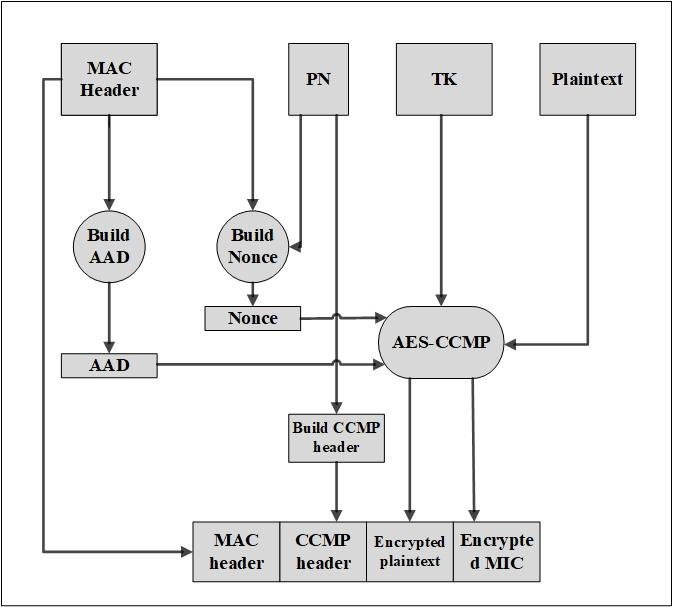 MAC
Header
PN
TK
Plaintext
Build
AAD
Build
Nonce
Nonce
AES-CCMP
AAD
Build CCMP
header
MAC
header
CCMP
header
Encrypted
plaintext
Encrypte
d MIC